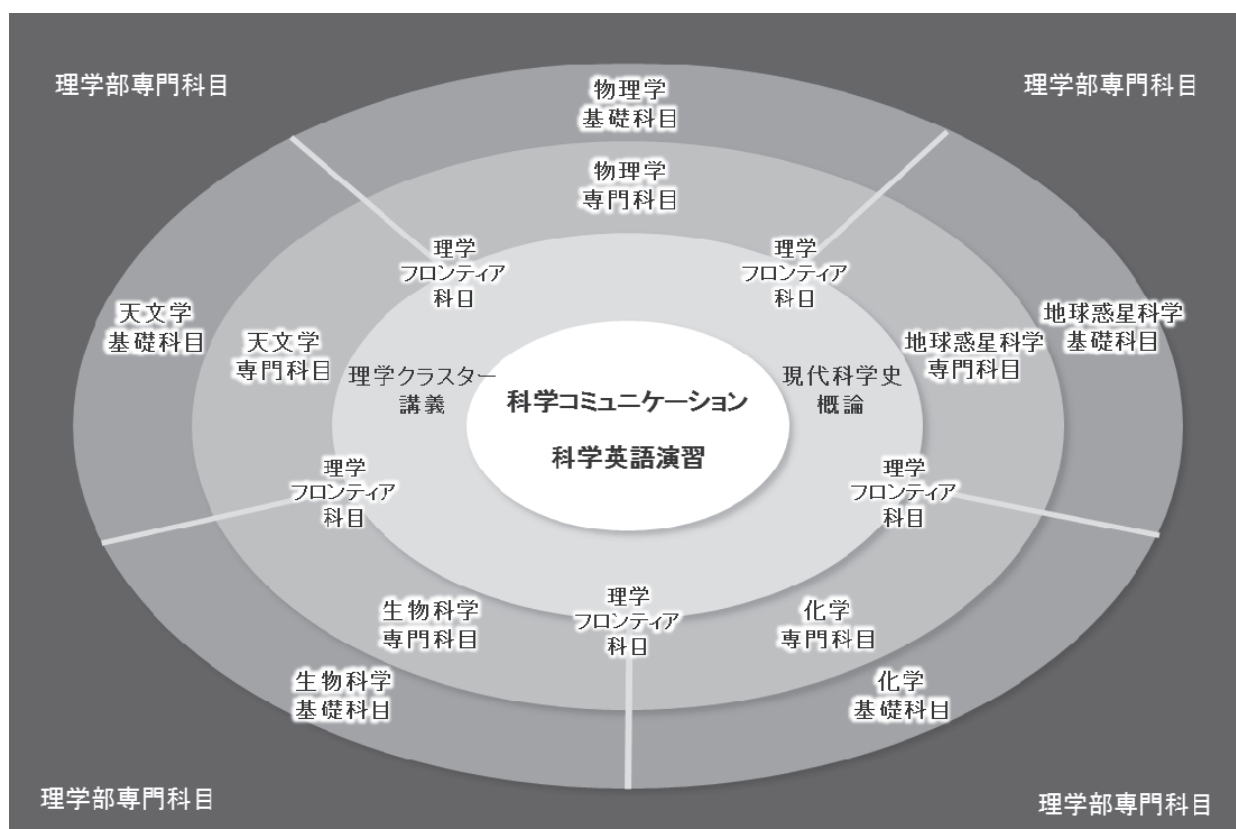 理学部専門科目
理学部専門科目
物理学
基礎科目
物理学
専門科目
理学
フロンティア
科目
理学
フロンティア
科目
天文学
基礎科目
天文学
専門科目
理学クラスター
講義
科学コミュニケーション
科学英語演習
現代科学史
概論
地球惑星科学
専門科目
地球惑星科学
基礎科目
理学
フロンティア
科目
理学
フロンティア
科目
生物科学
専門科目
理学
フロンティア
科目
化学
専門科目
生物科学
基礎科目
化学
基礎科目
理学部専門科目
理学部専門科目